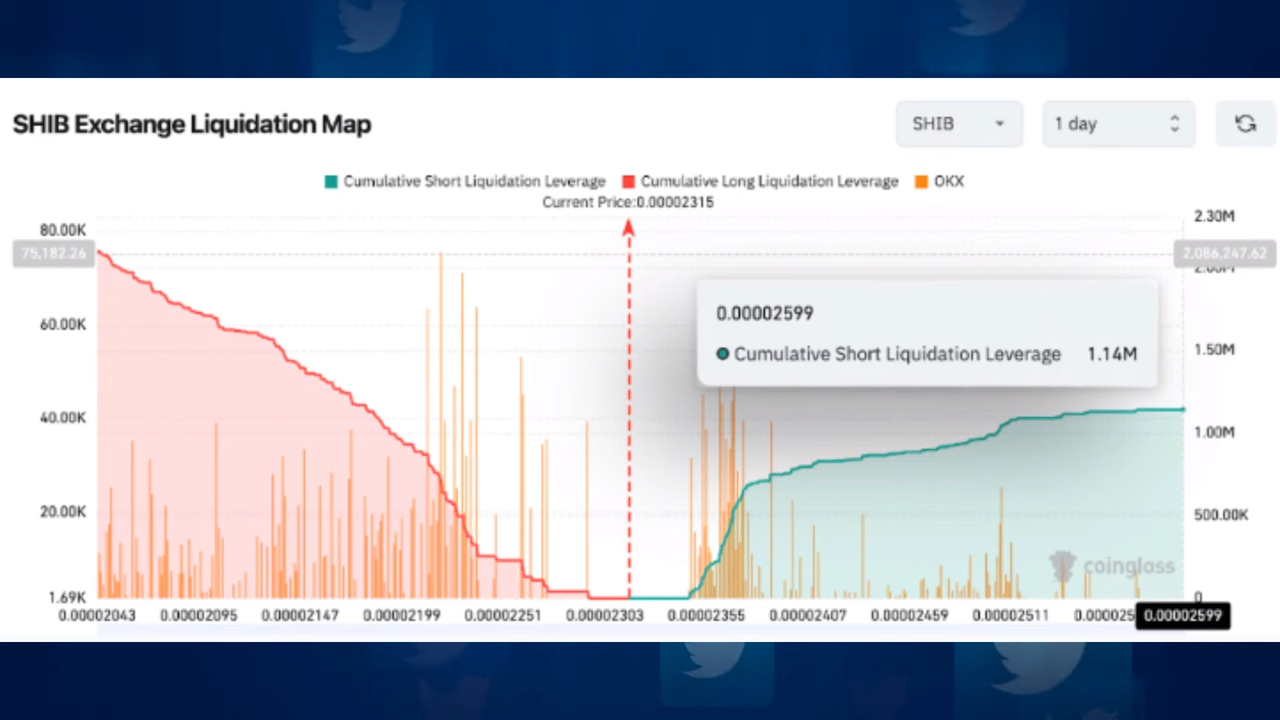 SHIB Exchange Liquidation Map
SHIB
1 day
Cumulative Short Liquidation Leverage
Cumulative Long Liquidation Leverage
OKX
Current Price:0.00002315
80.00K
75,182.26
60.00K
40.00K
20.00K
1.69K
2.30M
2,086,247.62
2.00M
1.50M
1.00M
500.00K
0
0.00002599
Cumulative Short Liquidation Leverage 1.14M
coinglass
0.00002043 0.00002095 0.00002147 0.00002199 0.00002251 0.00002303 0.00002355 0.00002407 0.00002459 0.00002511 0.000025 0.00002599